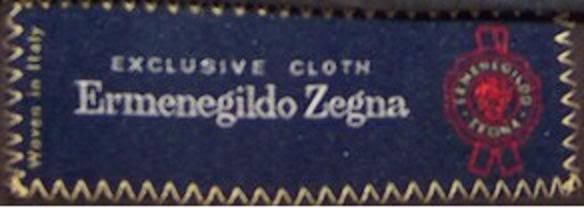 Woven in Italy
EXCLUSIVE CLOTH
Ermenegildo Zegna
ERMENEGILDO
ZEGNA